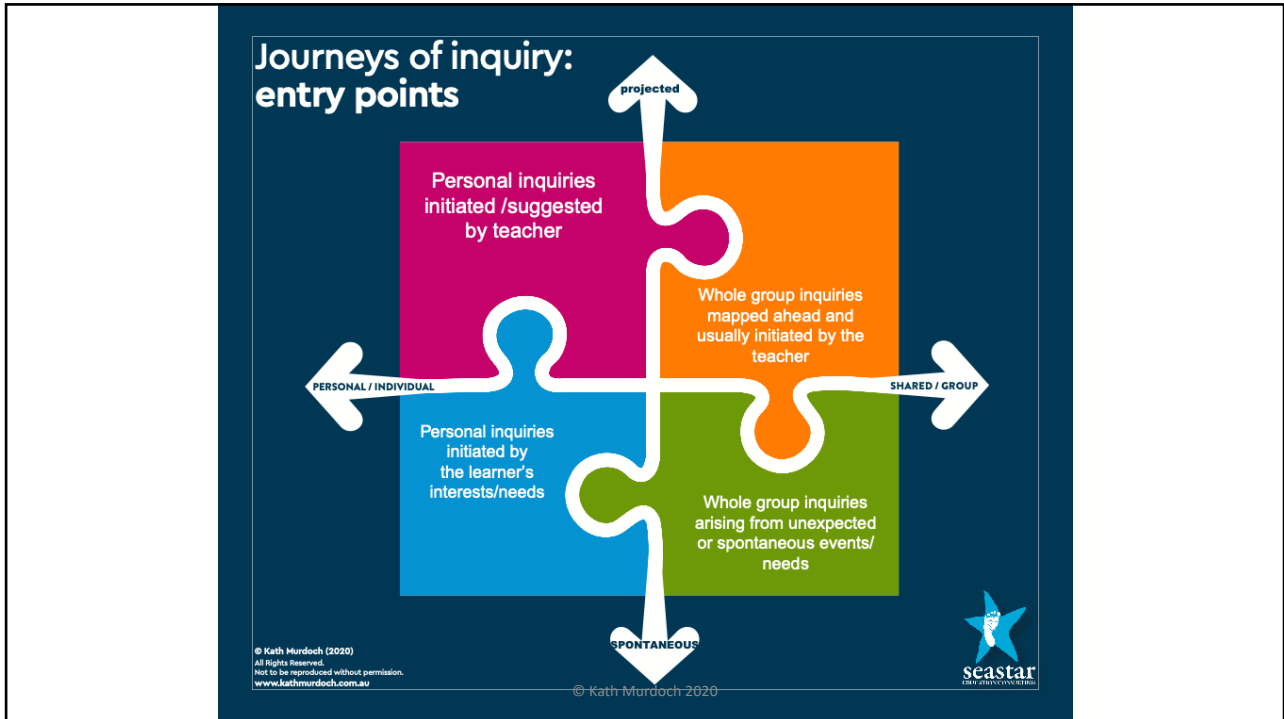 Journeys of inquiry:
entry points
projected
Personal inquiries
initiated /suggested
by teacher
Whole group inquiries
mapped ahead and
usually initiated by the
teacher
PERSONAL / INDIVIDUAL
SHARED / GROUP
Personal inquiries
initiated by
the learner's
interests/needs
Whole group inquiries
arising from unexpected
or spontaneous events/
needs
SPONTANEOUS
© Kath Murdoch (2020)
All Rights Reserved.
Not to be reproduced without permission.
www.kathmurdoch.com.au
© Kath Murdoch 2020
seastar
EDUCATION CONSULTING